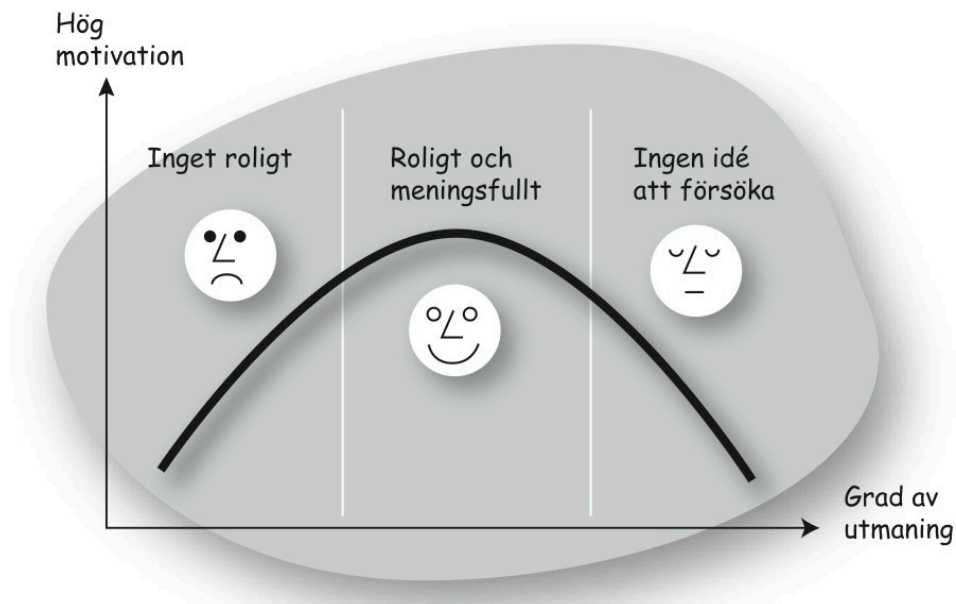 Hög
motivation
Inget roligt
Roligt och
meningsfullt
Ingen idé
att försöka
Grad av
utmaning